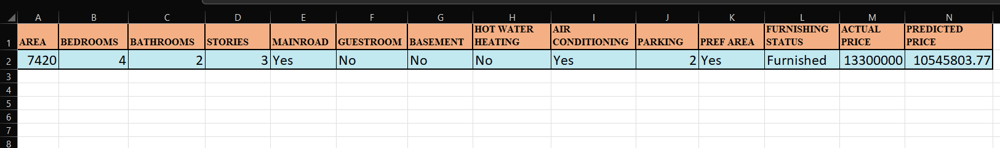 A B C D E F G H I J K L M N
1 AREA BEDROOMS BATHROOMS STORIES MAINROAD GUESTROOM BASEMENT HOT WATER HEATING AIR CONDITIONING PARKING PREF AREA FURNISHING STATUS ACTUAL PRICE PREDICTED PRICE
2 7420 4 2 3 Yes No No No Yes 2 Yes Furnished 13300000 10545803.77
3
4
5
6
7
8